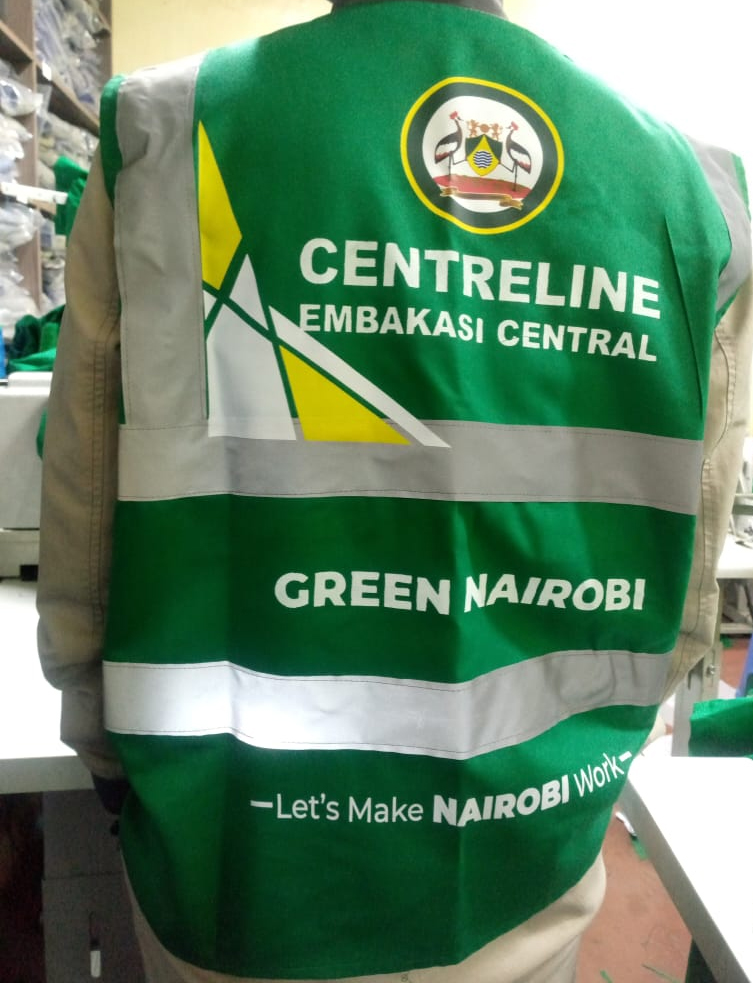 CENTRELINE
EMBAKASI CENTRAL
GREEN NAIROBI
–Let's Make NAIROBI Work–